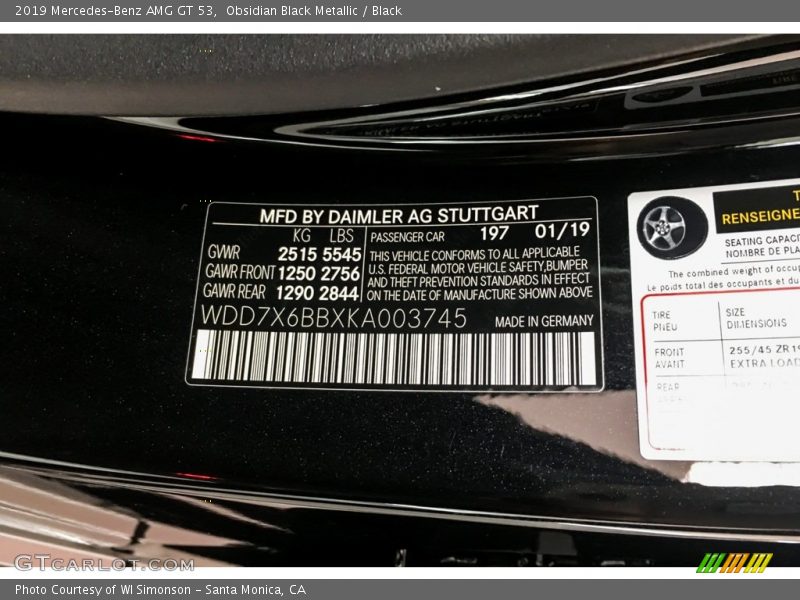 2019 Mercedes-Benz AMG GT 53, Obsidian Black Metallic / Black
MFD BY DAIMLER AG STUTTGART
KG LBS
GVWR 2515 5545
GAWR FRONT 1250 2756
GAWR REAR 1290 2844
PASSENGER CAR 197 01/19
THIS VEHICLE CONFORMS TO ALL APPLICABLE
U.S. FEDERAL MOTOR VEHICLE SAFETY,BUMPER
AND THEFT PREVENTION STANDARDS IN EFFECT
ON THE DATE OF MANUFACTURE SHOWN ABOVE
WDD7X6BBXKA003745 MADE IN GERMANY
RENSEIGNE
SEATING CAPACI
NOMBRE DE PLA
The combined weight of occup
Le poids total des occupants et du
TIRE
PNEU
SIZE
DIMENSIONS
FRONT
AVANT
255/45 ZR19
EXTRA LOAD
REAR
GTCARLOT.COM
Photo Courtesy of WI Simonson - Santa Monica, CA